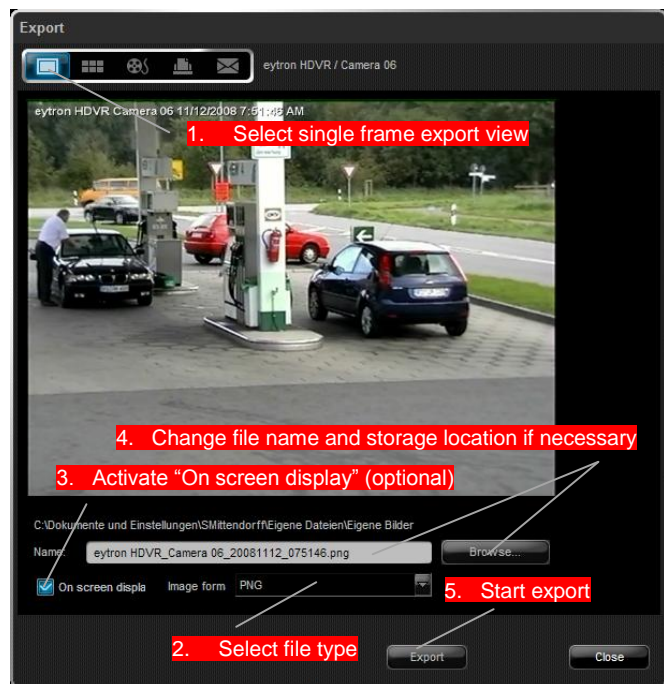 Export
eytron HDVR / Camera 06
eytron HDVR Camera 06 11/12/2008 7:51:46 AM
1. Select single frame export view
4. Change file name and storage location if necessary
3. Activate “On screen display” (optional)
C:\Dokumente und Einstellungen\SMittendorff\Eigene Dateien\Eigene Bilder
Name: eytron HDVR_Camera 06_20081112_075146.png Browse...
On screen displa Image form PNG
5. Start export
2. Select file type
Export Close